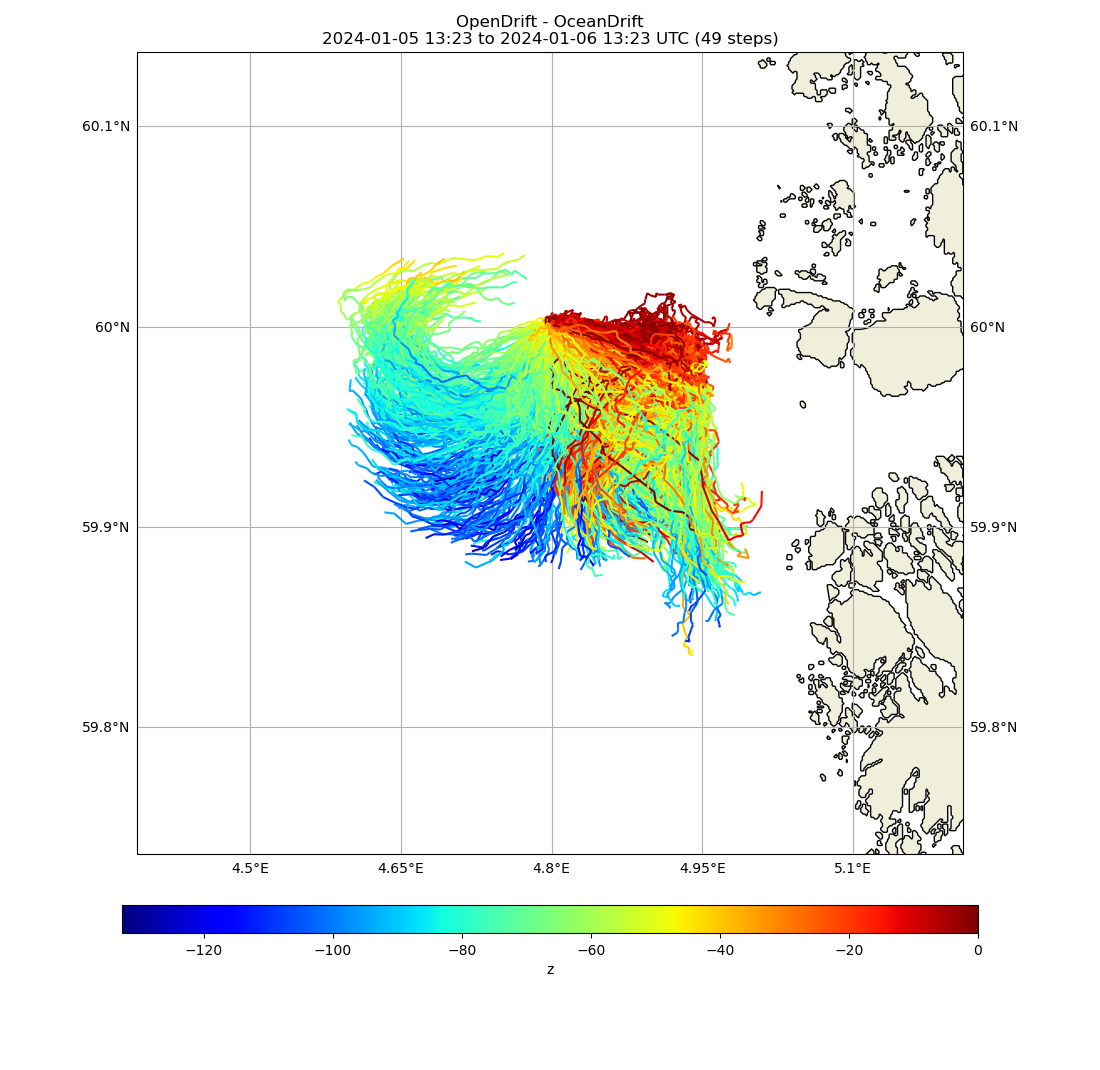 OpenDrift - OceanDrift
2024-01-05 13:23 to 2024-01-06 13:23 UTC (49 steps)
60.1°N 60.1°N
60°N 60°N
59.9°N 59.9°N
59.8°N 59.8°N
4.5°E 4.65°E 4.8°E 4.95°E 5.1°E
−120 −100 −80 −60 −40 −20 0
z